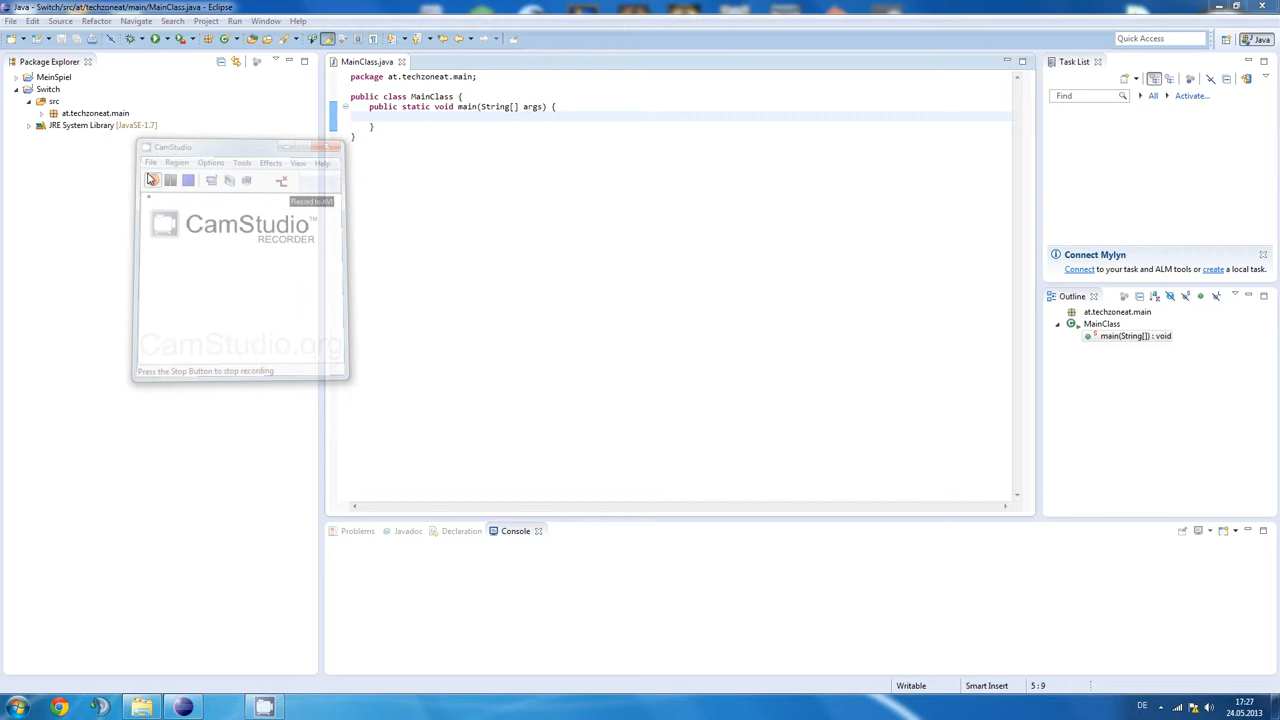 Java - Switch/src/at/techzoneat/main/MainClass.java - Eclipse
File Edit Source Refactor Navigate Search Project Run Window Help
Quick Access
Java
Package Explorer
MeinSpiel
Switch
src
at.techzoneat.main
JRE System Library [JavaSE-1.7]
MainClass.java
package at.techzoneat.main;
public class MainClass {
public static void main(String[] args) {
}
}
CamStudio
File Region Options Tools Effects View Help
Record to AVI
CamStudio™
RECORDER
CamStudio.org
Press the Stop Button to stop recording
Task List
Find
All
Activate...
Connect Mylyn
Connect to your task and ALM tools or create a local task.
Outline
at.techzoneat.main
MainClass
main(String[]) : void
Problems Javadoc Declaration Console
Writable Smart Insert 5 : 9
DE
17:27
24.05.2013